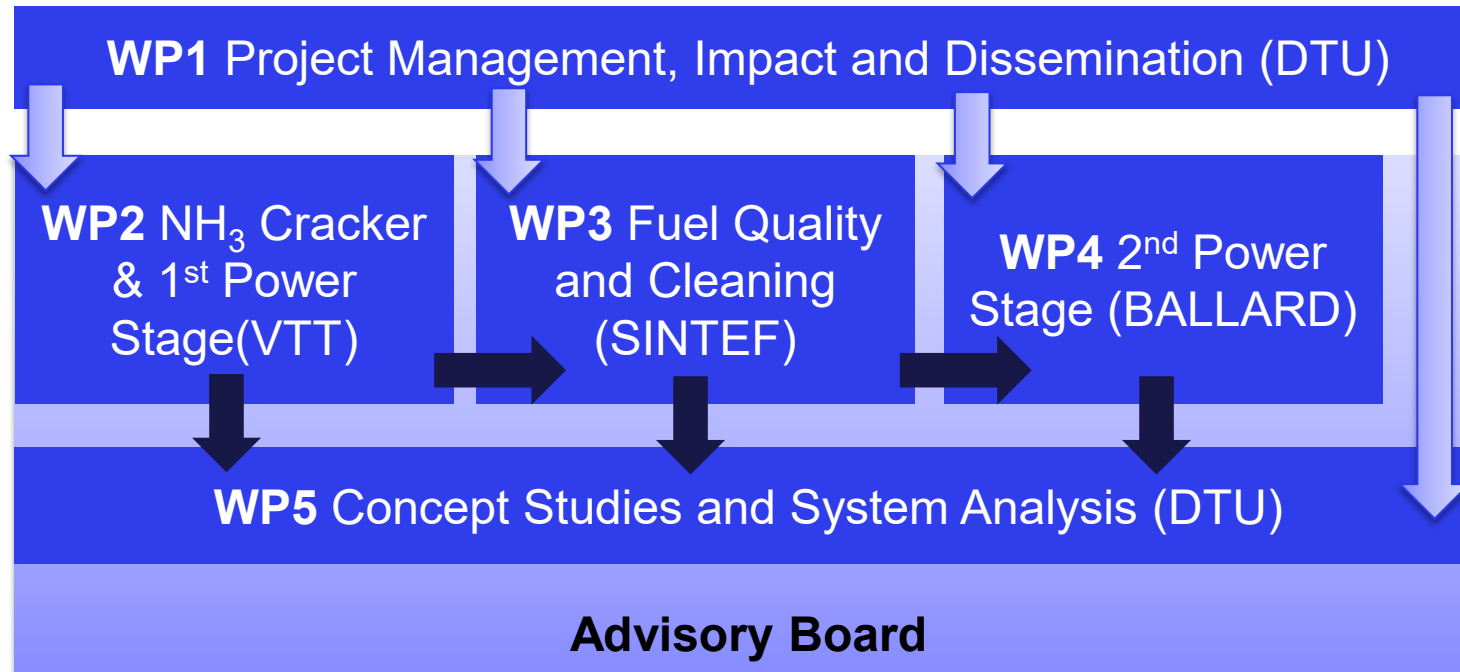 WP1 Project Management, Impact and Dissemination (DTU)
WP2 NH₃ Cracker
& 1st Power
Stage(VTT)
WP3 Fuel Quality
and Cleaning
(SINTEF)
WP4 2nd Power
Stage (BALLARD)
WP5 Concept Studies and System Analysis (DTU)
Advisory Board